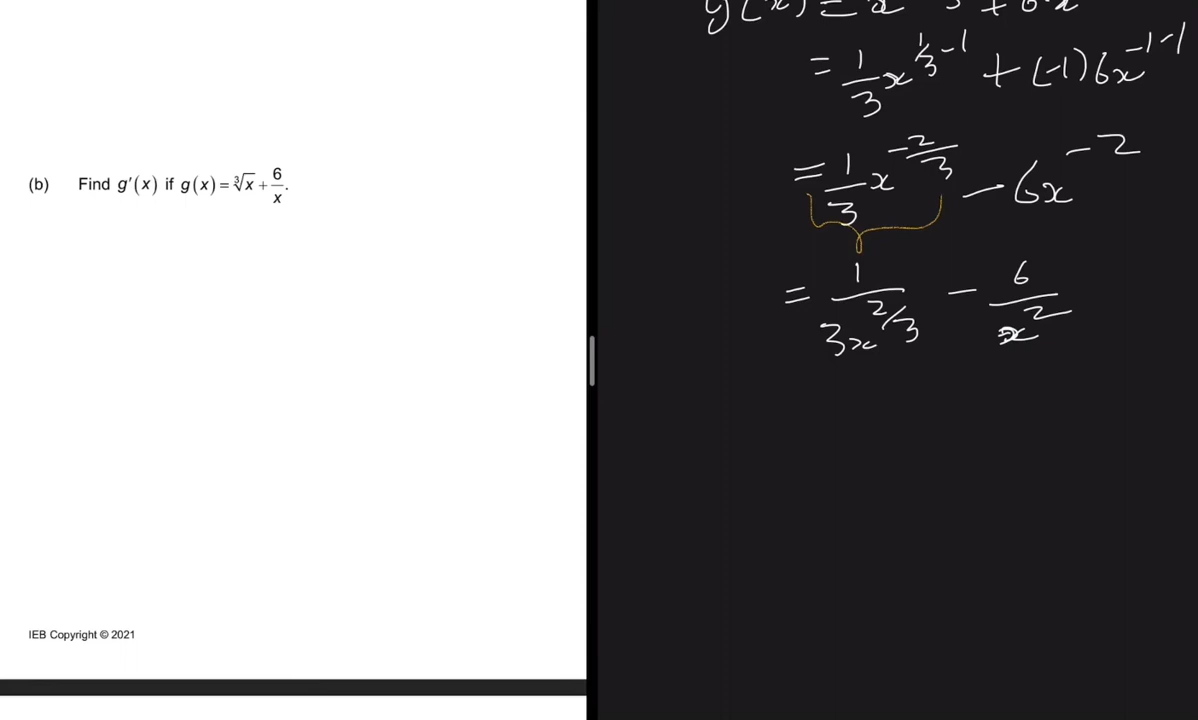 (b) Find g′(x) if g(x) = ∛x + 6/x.
IEB Copyright © 2021
= 1/3 x^(1/3 - 1) + (-1)6x^(-1-1)
= 1/3 x^(-2/3) - 6x^(-2)
= 1/(3x^(2/3)) - 6/x^2